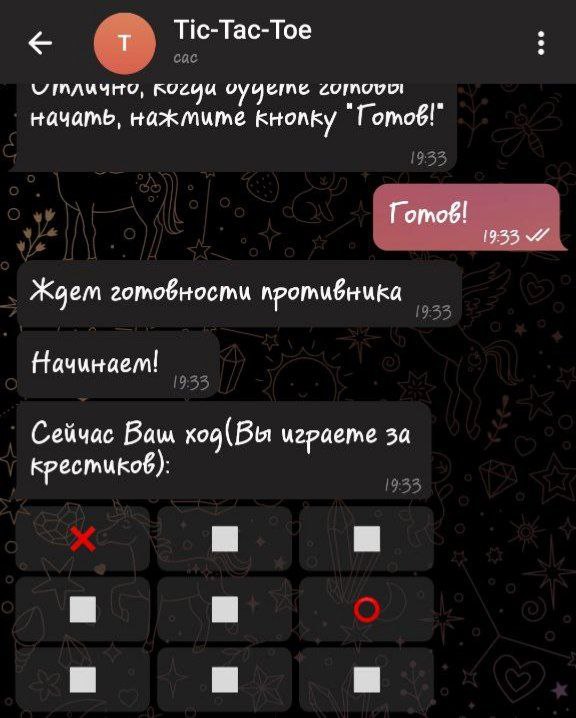 T
Tic-Tac-Toe
сас
Отлично, когда будете готовы
начать, нажмите кнопку "Готов!"
19:33
Готов!
19:33
Ждем готовности противника
19:33
Начинаем!
19:33
Сейчас Ваш ход(Вы играете за
крестиков):
19:33